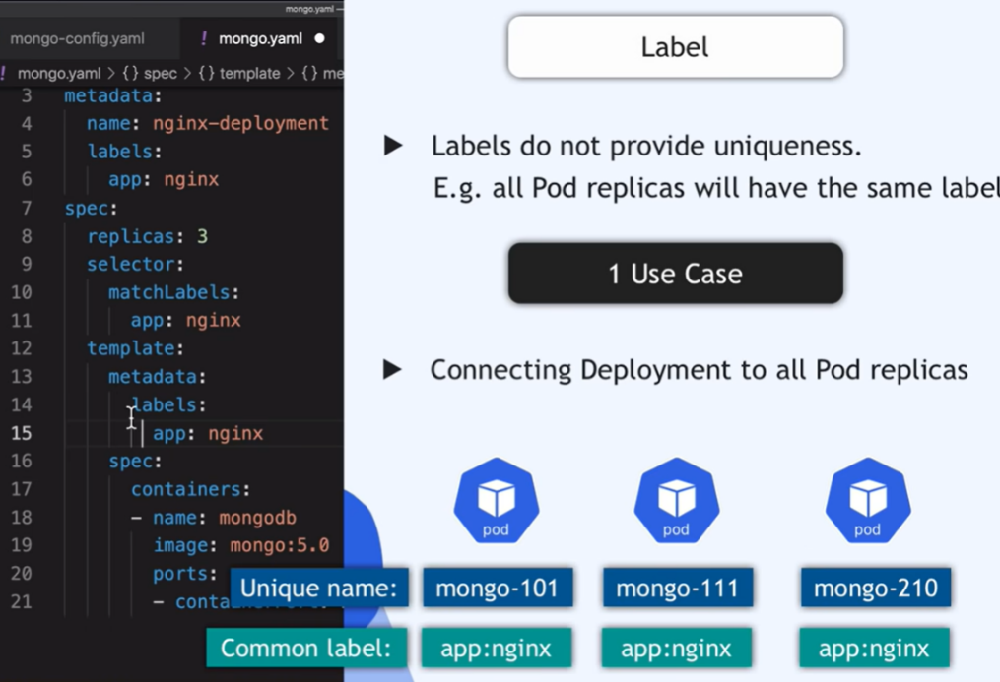 mongo.yaml —
mongo-config.yaml
! mongo.yaml ●
! mongo.yaml > {} spec > {} template > {} me
3 metadata:
4 name: nginx-deployment
5 labels:
6 app: nginx
7 spec:
8 replicas: 3
9 selector:
10 matchLabels:
11 app: nginx
12 template:
13 metadata:
14 labels:
15 app: nginx
16 spec:
17 containers:
18 - name: mongodb
19 image: mongo:5.0
20 ports:
21 - conta
Label
▶ Labels do not provide uniqueness.
E.g. all Pod replicas will have the same label
1 Use Case
▶ Connecting Deployment to all Pod replicas
pod pod pod
Unique name: mongo-101 mongo-111 mongo-210
Common label: app:nginx app:nginx app:nginx